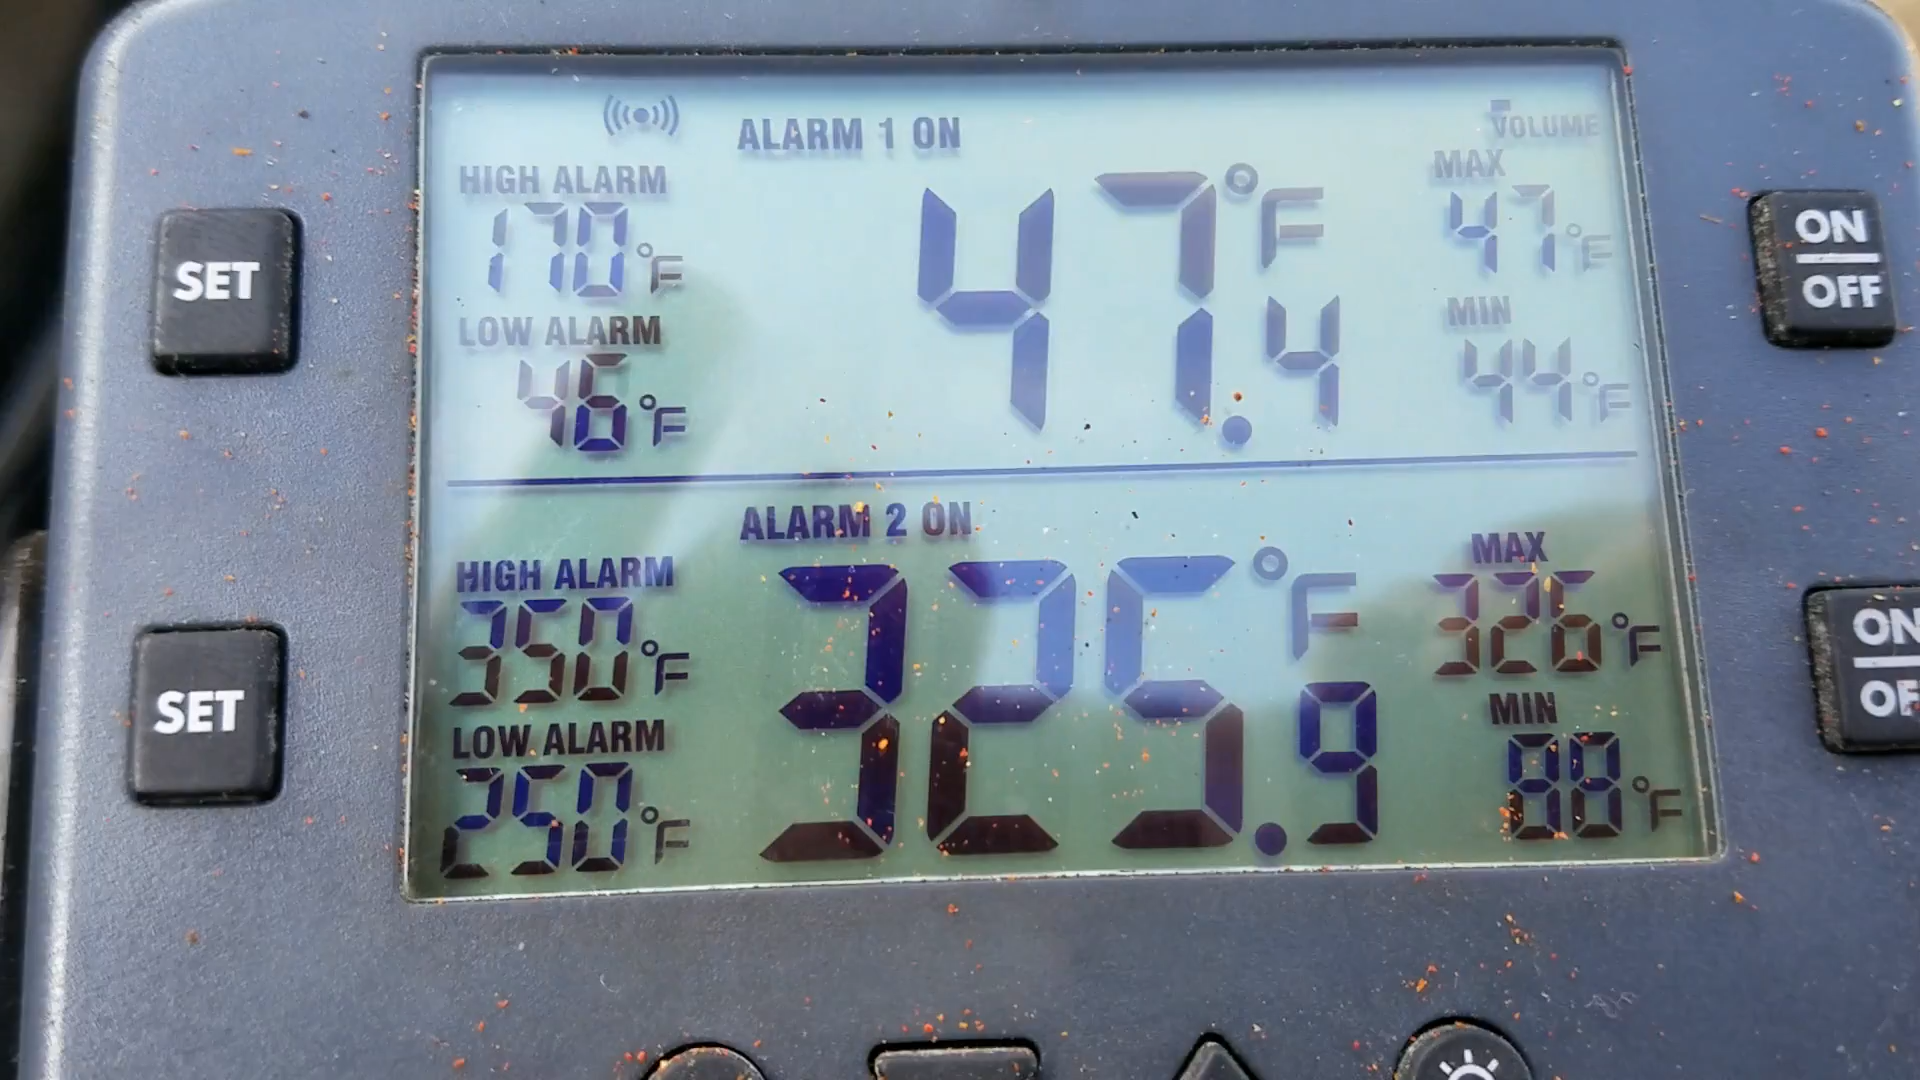 ALARM 1 ON
VOLUME
HIGH ALARM
170°F
LOW ALARM
46°F
47.4°F
MAX
47°F
MIN
44°F
SET
ON
OFF
ALARM 2 ON
HIGH ALARM
350°F
LOW ALARM
250°F
325.9°F
MAX
326°F
MIN
88°F
SET
ON
OF